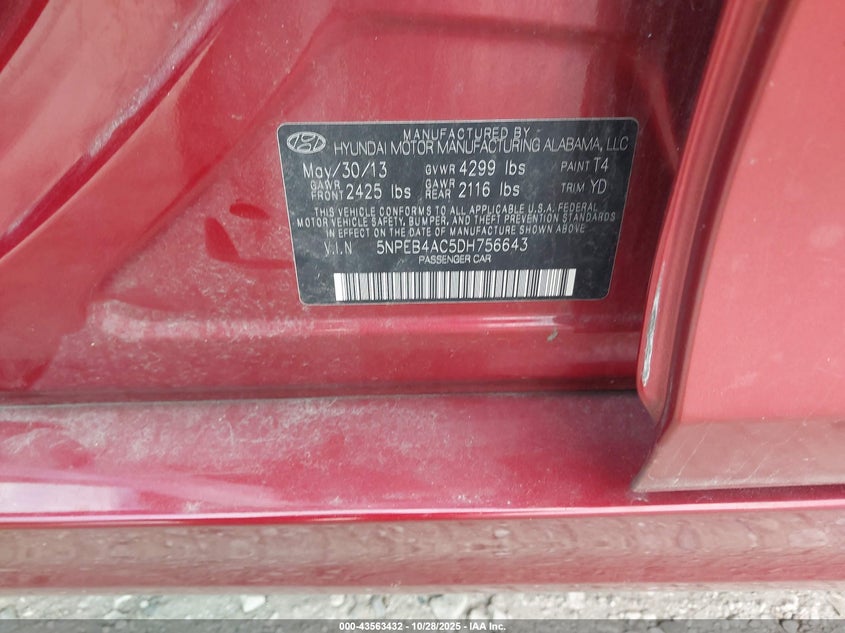 MANUFACTURED BY
HYUNDAI MOTOR MANUFACTURING ALABAMA, LLC
May/30/13 GVWR 4299 lbs PAINT T4
GAWR FRONT 2425 lbs GAWR REAR 2116 lbs TRIM YD
THIS VEHICLE CONFORMS TO ALL APPLICABLE U.S.A. FEDERAL
MOTOR VEHICLE SAFETY, BUMPER, AND THEFT PREVENTION STANDARDS
IN EFFECT ON THE DATE OF MANUFACTURE SHOWN ABOVE.
V.I.N 5NPEB4AC5DH756643
PASSENGER CAR
000-43563432 - 10/28/2025 - IAA Inc.